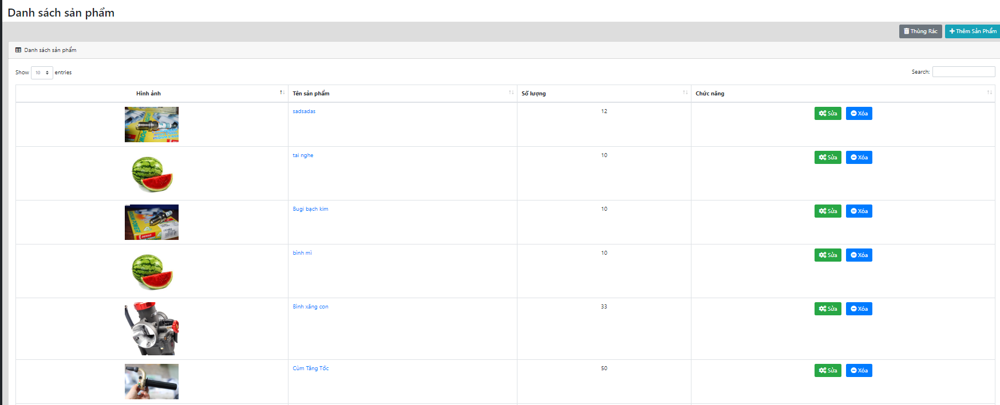 Danh sách sản phẩm
Thùng Rác
Thêm Sản Phẩm
Danh sách sản phẩm
Show 10 entries
Search:
Hình ảnh
Tên sản phẩm
Số lượng
Chức năng
sadsadas
12
Sửa
Xóa
tai nghe
10
Sửa
Xóa
Bugi bạch kim
10
Sửa
Xóa
bình mì
10
Sửa
Xóa
Bình xăng con
33
Sửa
Xóa
Cùm Tăng Tốc
50
Sửa
Xóa